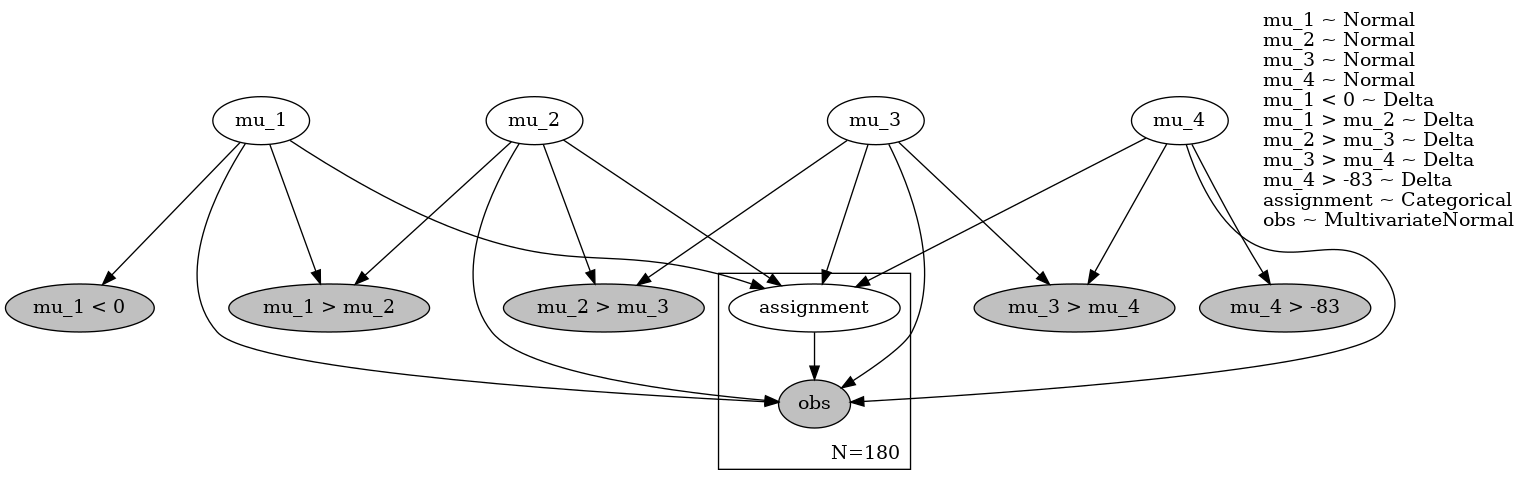 mu_1 ~ Normal
mu_2 ~ Normal
mu_3 ~ Normal
mu_4 ~ Normal
mu_1 < 0 ~ Delta
mu_1 > mu_2 ~ Delta
mu_2 > mu_3 ~ Delta
mu_3 > mu_4 ~ Delta
mu_4 > -83 ~ Delta
assignment ~ Categorical
obs ~ MultivariateNormal
mu_1
mu_2
mu_3
mu_4
mu_1 < 0
mu_1 > mu_2
mu_2 > mu_3
assignment
mu_3 > mu_4
mu_4 > -83
obs
N=180